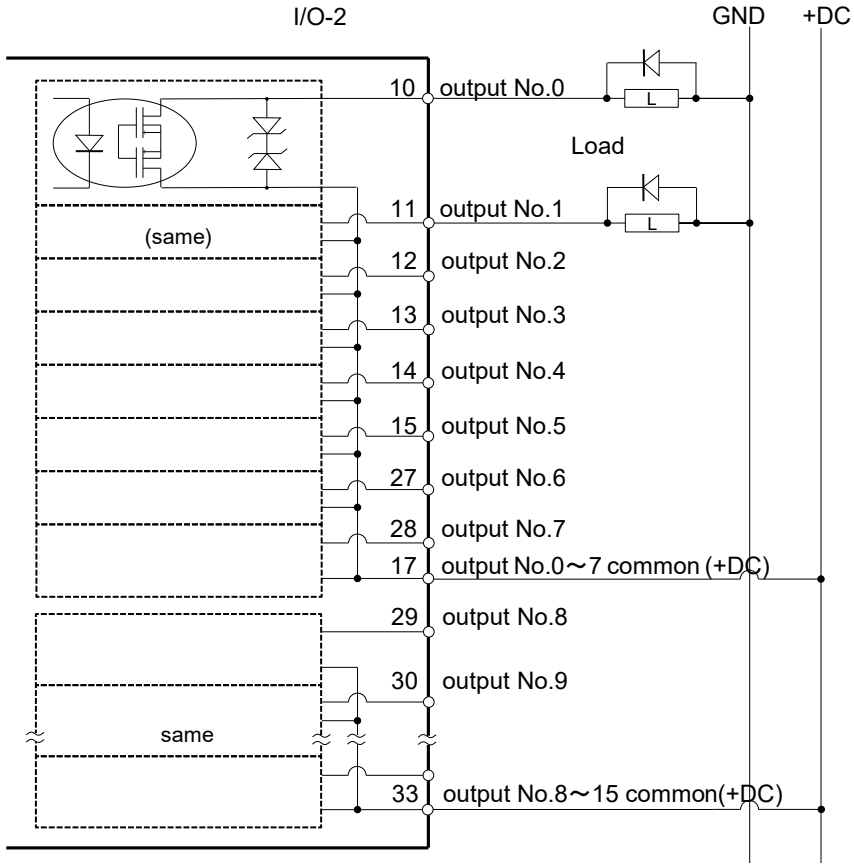 I/O-2 GND +DC
10 output No.0
L
Load
11 output No.1
L
(same)
12 output No.2
13 output No.3
14 output No.4
15 output No.5
27 output No.6
28 output No.7
17 output No.0～7 common (+DC)
29 output No.8
30 output No.9
same
33 output No.8～15 common(+DC)